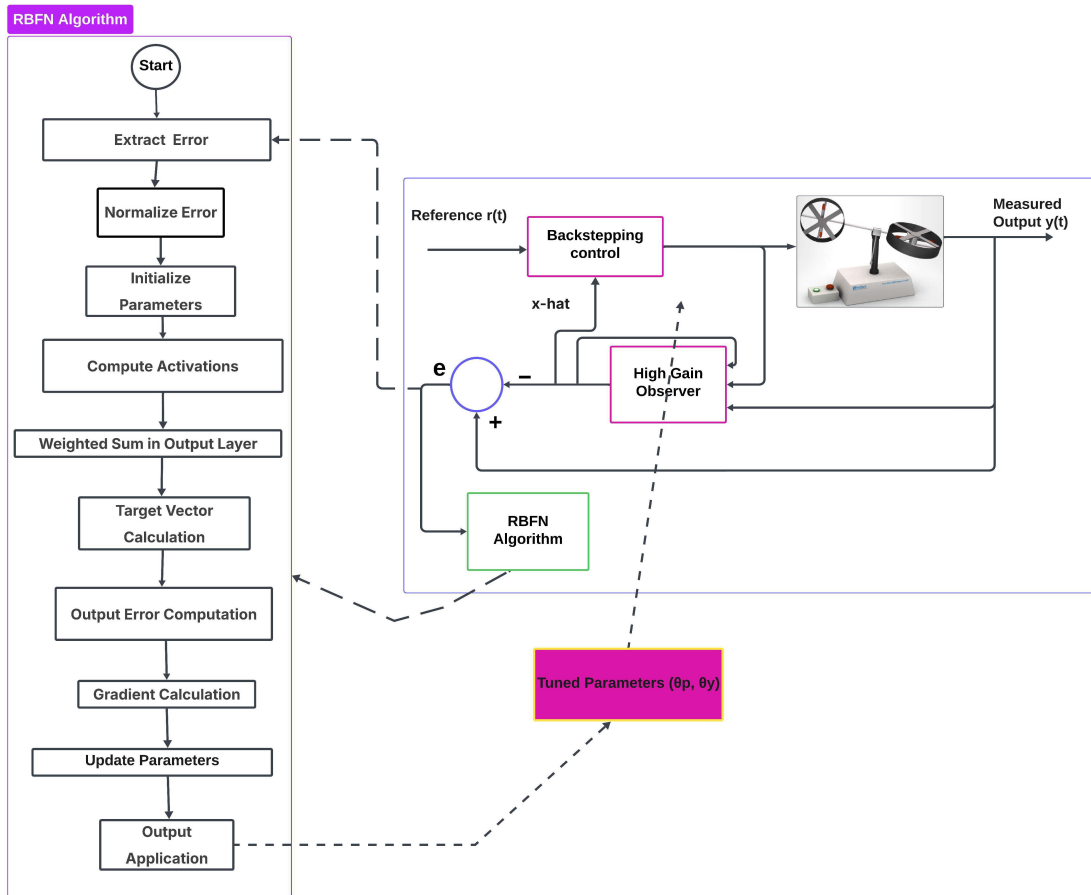 RBFN Algorithm
Start
Extract Error
Normalize Error
Initialize
Parameters
Compute Activations
Weighted Sum in Output Layer
Target Vector
Calculation
Output Error Computation
Gradient Calculation
Update Parameters
Output
Application
Reference r(t)
Backstepping
control
Measured
Output y(t)
x-hat
e
−
+
High Gain
Observer
RBFN
Algorithm
Tuned Parameters (θp, θy)